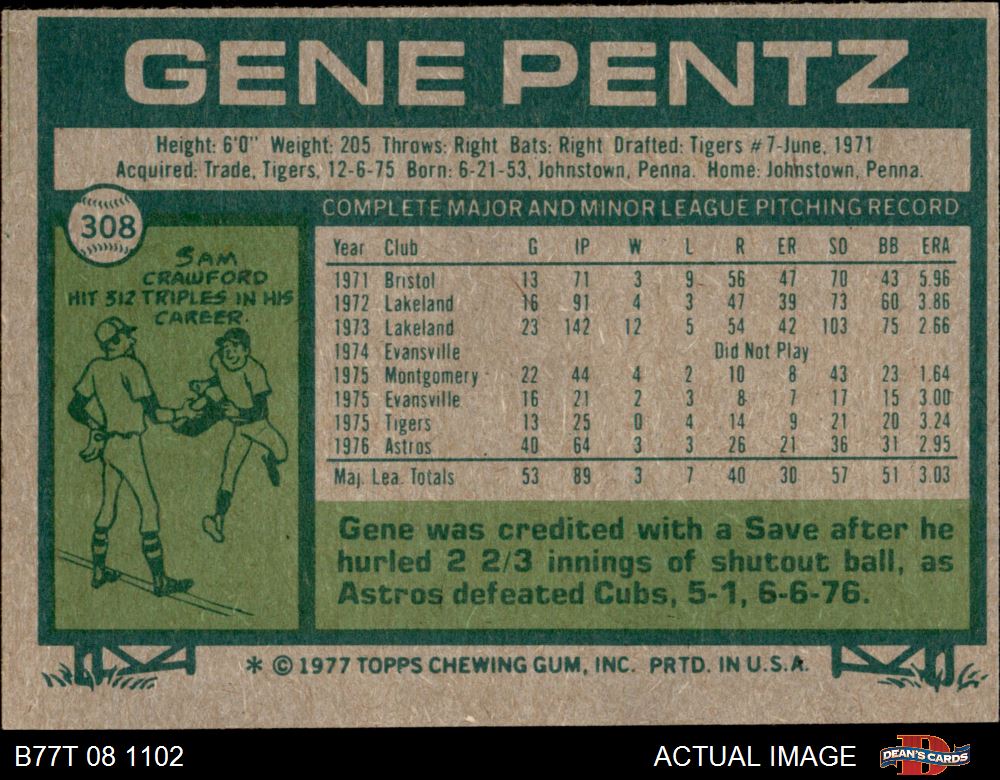 GENE PENTZ
Height: 6'0" Weight: 205 Throws: Right Bats: Right Drafted: Tigers #7-June, 1971
Acquired: Trade, Tigers, 12-6-75 Born: 6-21-53, Johnstown, Penna. Home: Johnstown, Penna.
308
SAM
CRAWFORD
HIT 312 TRIPLES IN HIS
CAREER.
COMPLETE MAJOR AND MINOR LEAGUE PITCHING RECORD
Year Club G IP W L R ER SO BB ERA
1971 Bristol 13 71 3 9 56 47 70 43 5.96
1972 Lakeland 16 91 4 3 47 39 73 60 3.86
1973 Lakeland 23 142 12 5 54 42 103 75 2.66
1974 Evansville Did Not Play
1975 Montgomery 22 44 4 2 10 8 43 23 1.64
1975 Evansville 16 21 2 3 8 7 17 15 3.00
1975 Tigers 13 25 0 4 14 9 21 20 3.24
1976 Astros 40 64 3 3 26 21 36 31 2.95
Maj. Lea. Totals 53 89 3 7 40 30 57 51 3.03
Gene was credited with a Save after he
hurled 2 2/3 innings of shutout ball, as
Astros defeated Cubs, 5-1, 6-6-76.
* © 1977 TOPPS CHEWING GUM, INC. PRTD. IN U.S.A.
B77T 08 1102
ACTUAL IMAGE
D
DEAN'S CARDS